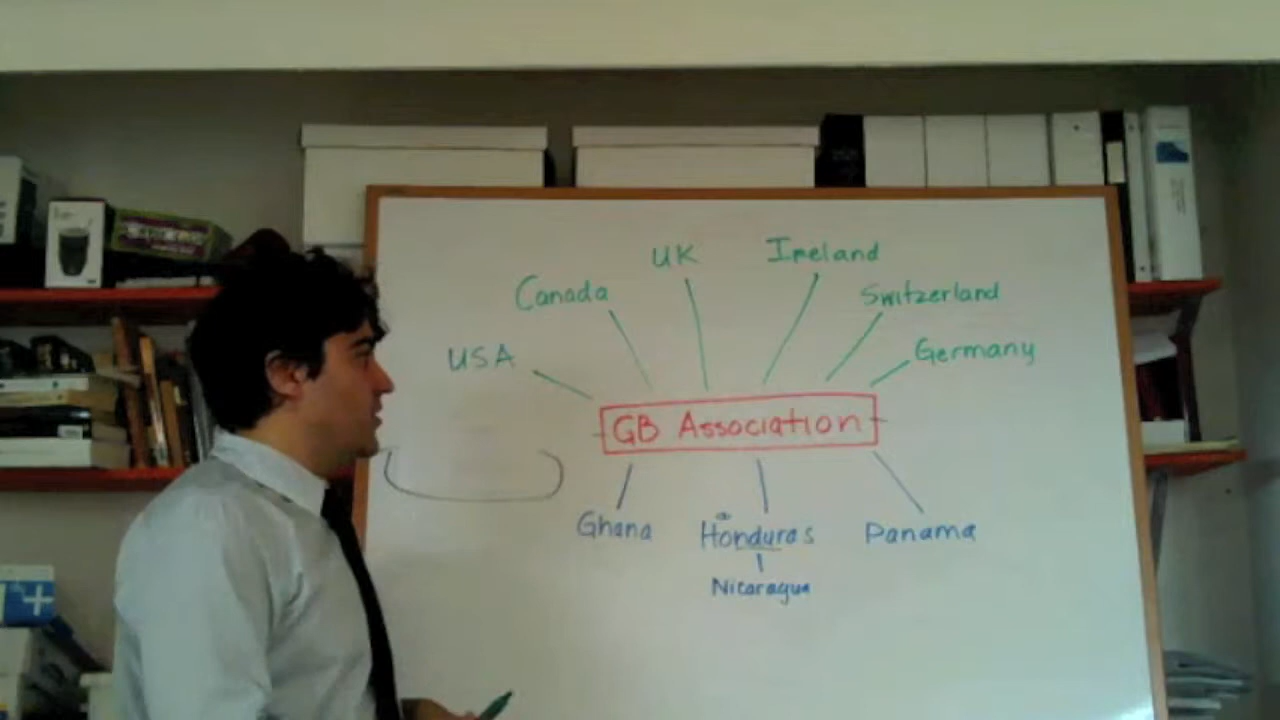 UK
Ireland
Canada
Switzerland
USA
Germany
GB Association
Ghana
Honduras
Panama
Nicaragua